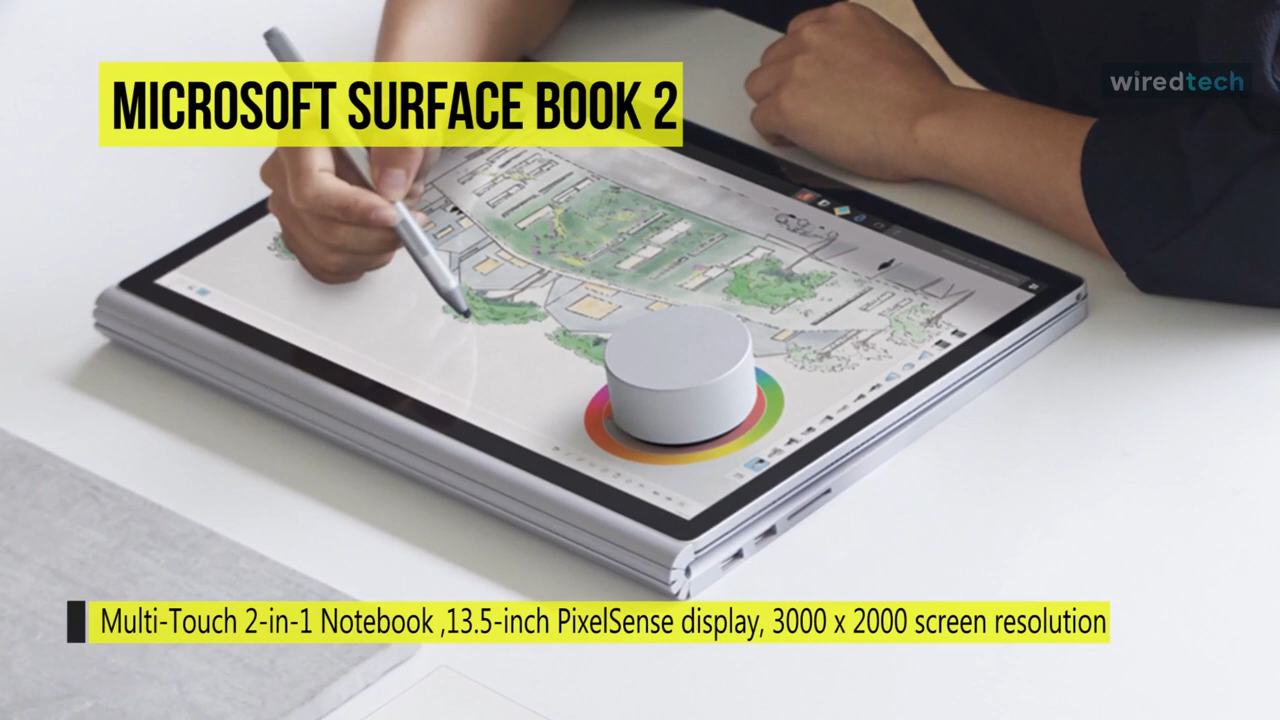 MICROSOFT SURFACE BOOK 2
wiredtech
Multi-Touch 2-in-1 Notebook ,13.5-inch PixelSense display, 3000 x 2000 screen resolution